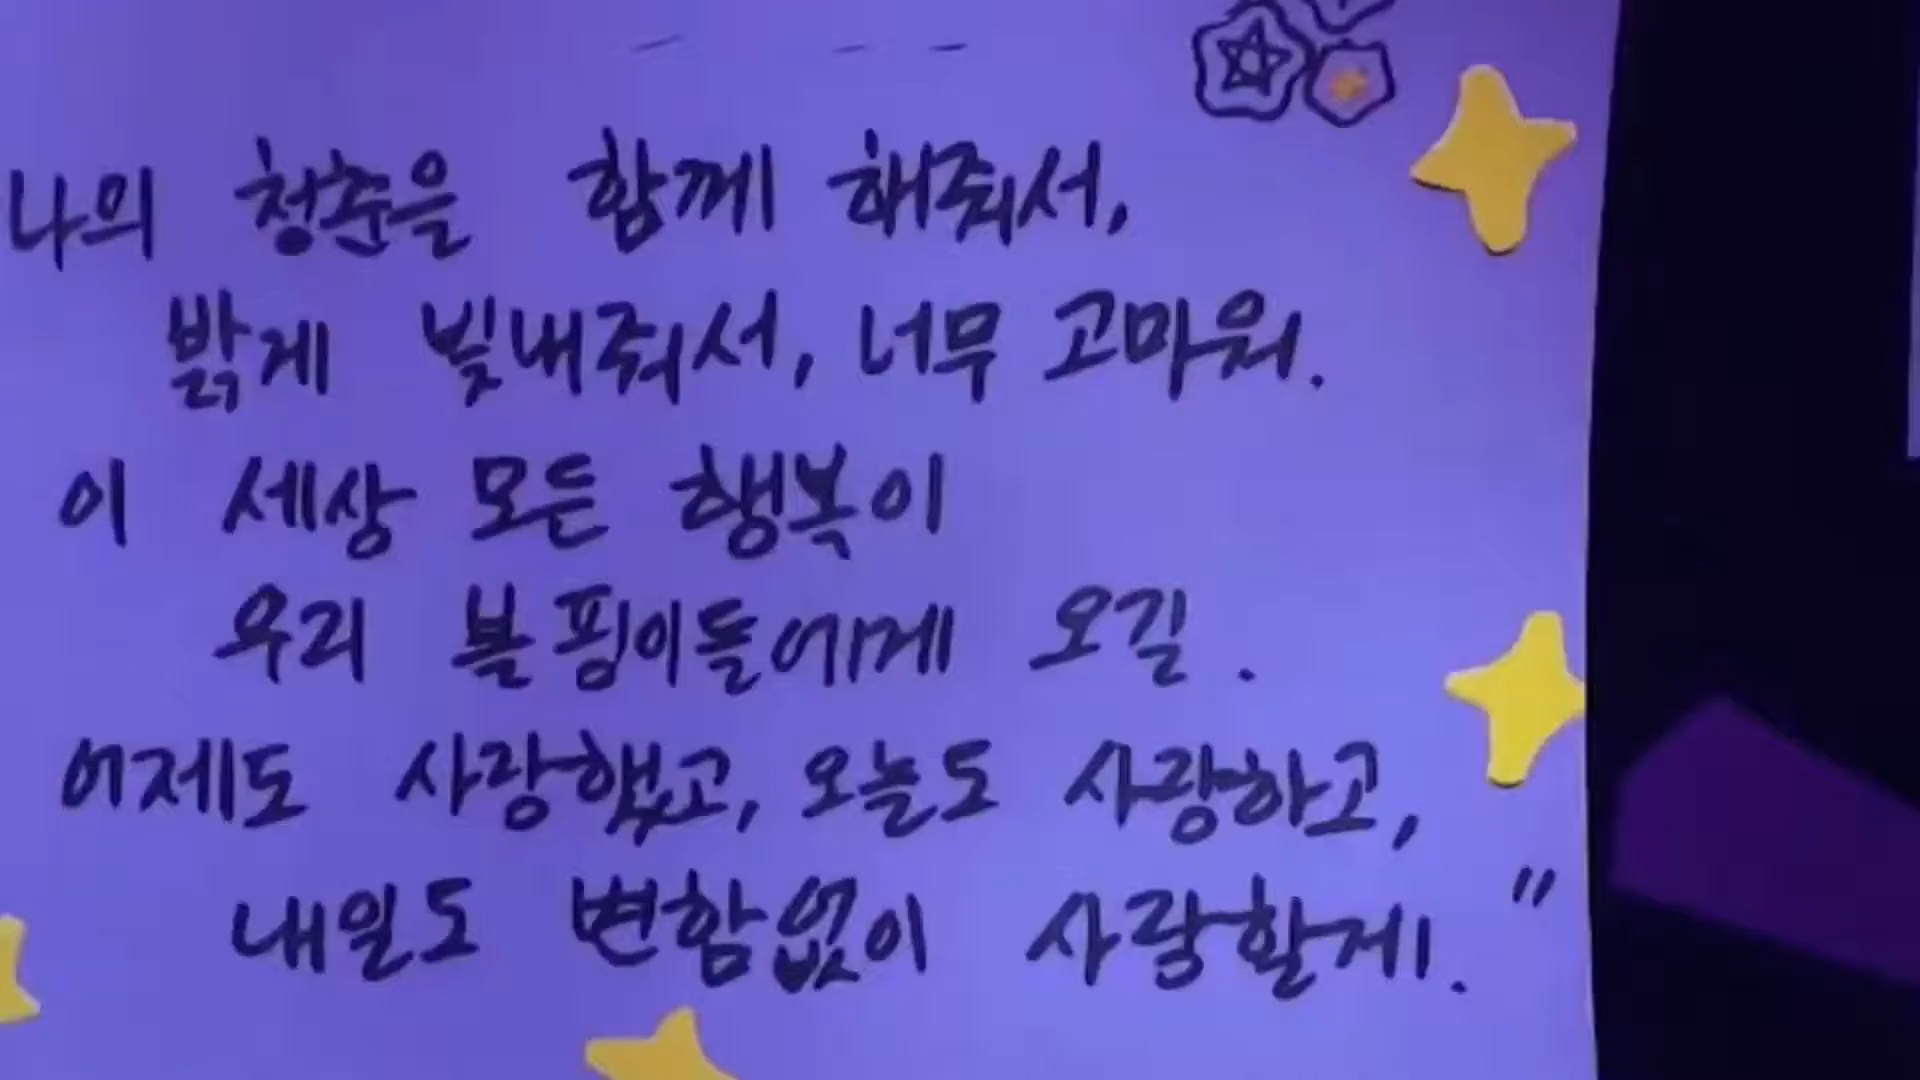 나의 청춘을 함께 해줘서,
밝게 빛내줘서, 너무 고마워.
이 세상 모든 행복이
우리 블핌이들에게 오길.
어제도 사랑했고, 오늘도 사랑하고,
내일도 변함없이 사랑할게."